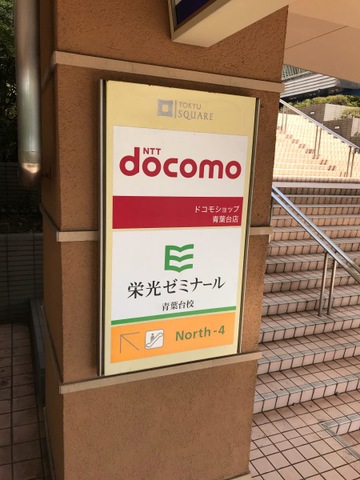 TOKYU
SQUARE
NTT
docomo
ドコモショップ
青葉台店
栄光ゼミナール
青葉台校
North-4